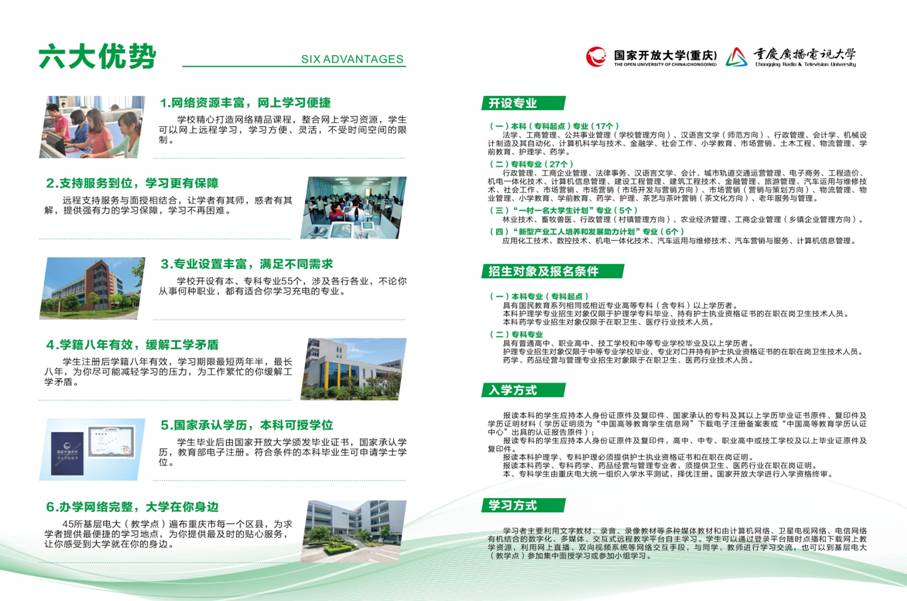 六大优势
SIX ADVANTAGES
1.网络资源丰富，网上学习便捷
学校精心打造网络精品课程，整合网上学习资源，学生
可以网上远程学习，学习方便、灵活，不受时间空间的限
制。
2.支持服务到位，学习更有保障
远程支持服务与面授相结合，让学者有其师，惑者有其
解，提供强有力的学习保障，学习不再困难。
3.专业设置丰富，满足不同需求
学校开设有本、专科专业55个，涉及各行各业，不论你
从事何种职业，都有适合你学习充电的专业。
4.学籍八年有效，缓解工学矛盾
学生注册后学籍八年有效，学习期限最短两年半，最长
八年，为你尽可能减轻学习的压力，为工作繁忙的你缓解工
学矛盾。
5.国家承认学历，本科可授学位
学生毕业后由国家开放大学颁发毕业证书，国家承认学
历，教育部电子注册。符合条件的本科毕业生可申请学士学
位。
6.办学网络完整，大学在你身边
45所基层电大（教学点）遍布重庆市每一个区县，为求
学者提供最便捷的学习地点，为你提供最及时的贴心服务，
让你感受到大学就在你的身边。
国家开放大学(重庆)
THE OPEN UNIVERSITY OF CHINA(CHONGQING)
重庆广播电视大学
Chongqing Radio & Television University
开设专业
（一）本科（专科起点）专业（17个）
法学、工商管理、公共事业管理（学校管理方向）、汉语言文学（师范方向）、行政管理、会计学、机械设
计制造及其自动化、计算机科学与技术、金融学、社会工作、小学教育、市场营销、土木工程、物流管理、学
前教育、护理学、药学。
（二）专科专业（27个）
行政管理、工商企业管理、法律事务、汉语言文学、会计、城市轨道交通运营管理、电子商务、工程造价、
机电一体化技术、计算机信息管理、建设工程管理、建筑工程技术、金融管理、旅游管理、汽车运用与维修技
术、社会工作、市场营销、市场营销（市场开发与营销方向）、市场营销（营销与策划方向）、物流管理、物
业管理、小学教育、学前教育、药学、护理、茶艺与茶叶营销（茶文化方向）、老年服务与管理。
（三）“一村一名大学生计划”专业（5个）
林业技术、畜牧兽医、行政管理（村镇管理方向）、农业经济管理、工商企业管理（乡镇企业管理方向）。
（四）“新型产业工人培养和发展助力计划”专业（6个）
应用化工技术、数控技术、机电一体化技术、汽车运用与维修技术、汽车营销与服务、计算机信息管理。
招生对象及报名条件
（一）本科专业（专科起点）
具有国民教育系列相同或相近专业高等专科（含专科）以上学历者。
本科护理学专业招生对象仅限于护理学专科毕业、持有护士执业资格证书的在职在岗卫生技术人员。
本科药学专业招生对象仅限于在职卫生、医疗行业技术人员。
（二）专科专业
具有普通高中、职业高中、技工学校和中等专业学校毕业及以上学历者。
护理专业招生对象仅限于中等专业学校毕业、专业对口并持有护士执业资格证书的在职在岗卫生技术人员。
药学、药品经营与管理专业招生对象限于在职卫生、医药行业技术人员。
入学方式
报读本科的学生应持本人身份证原件及复印件、国家承认的专科及其以上学历毕业证书原件、复印件及
学历证明材料（学历证明须为“中国高等教育学生信息网”下载电子注册备案表或“中国高等教育学历认证
中心”出具的认证报告原件）；
报读专科的学生应持本人身份证原件及复印件，高中、中专、职业高中或技工学校及以上毕业证原件及
复印件。
报读本科护理学、专科护理必须提供护士执业资格证书和在职在岗证明。
报读本科药学、专科药学、药品经营与管理专业者，须提供卫生、医药行业在职在岗证明。
本、专科学生由重庆电大统一组织入学水平测试，择优注册。国家开放大学进行入学资格终审。
学习方式
学习者主要利用文字教材、录音、录像教材等多种媒体教材和由计算机网络、卫星电视网络、电信网络
有机结合的数字化、多媒体、交互式远程教学平台自主学习。学生可以通过登录平台随时点播和下载网上教
学资源，利用网上直播、双向视频系统等网络交互手段，与同学、教师进行学习交流，也可以到基层电大
（教学点）参加集中面授学习或参加小组学习。